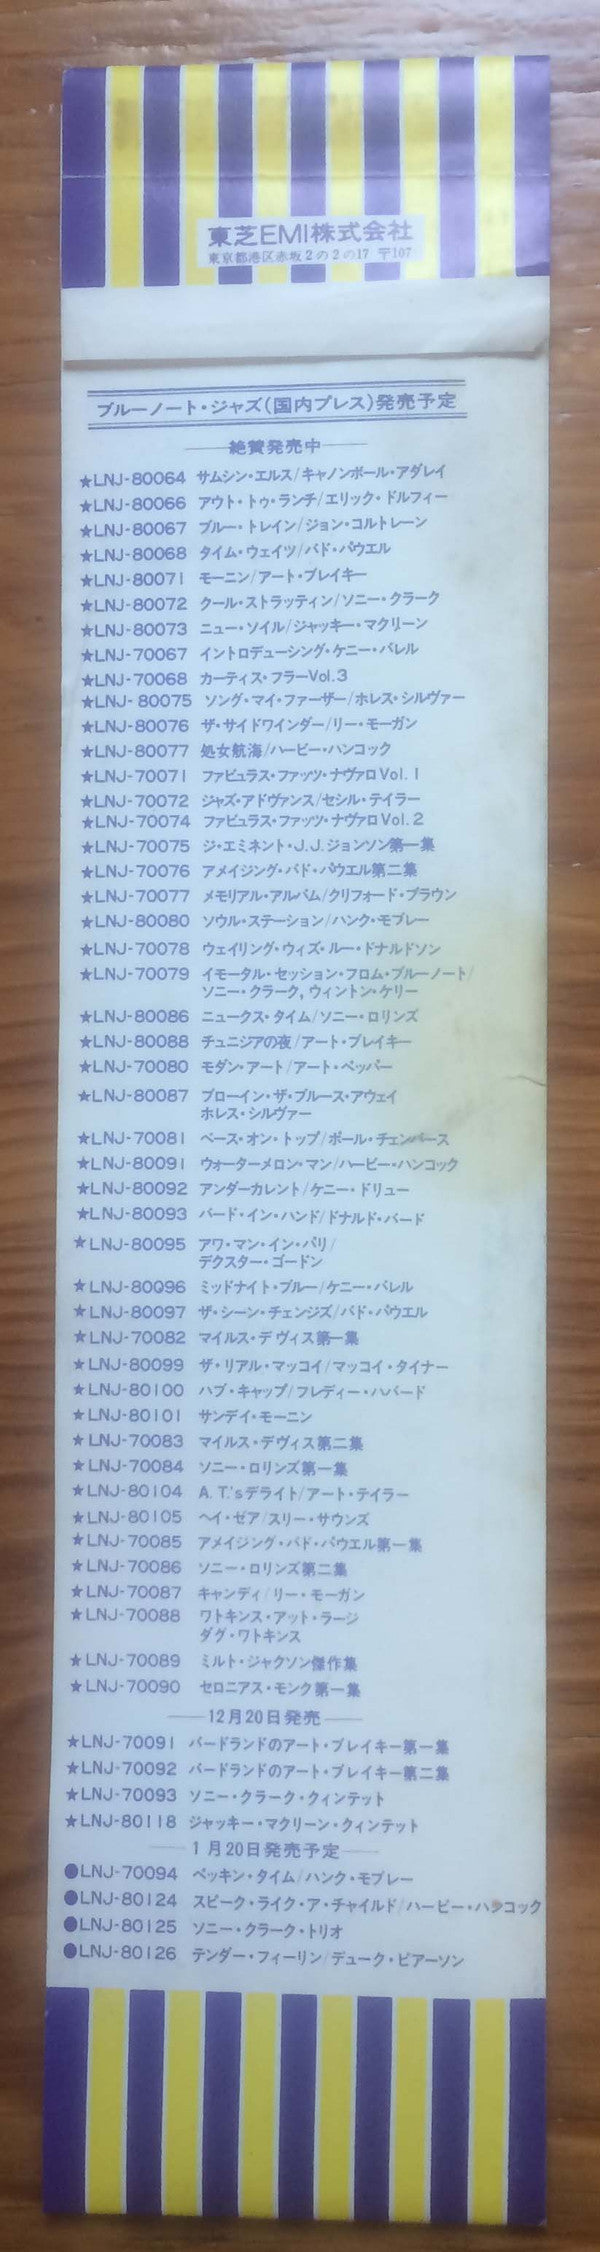 東芝EMI株式会社
東京都港区赤坂2の2の17 〒107
ブルーノート・ジャズ(国内プレス)発売予定
絶賛発売中
★LNJ-80064 サムシン・エルス/キャノンボール・アダレイ
★LNJ-80066 アウト・トゥ・ランチ/エリック・ドルフィー
★LNJ-80067 ブルー・トレイン/ジョン・コルトレーン
★LNJ-80068 タイム・ウェイツ/バド・パウエル
★LNJ-80071 モーニン/アート・ブレイキー
★LNJ-80072 クール・ストラッティン/ソニー・クラーク
★LNJ-80073 ニュー・ソイル/ジャッキー・マクリーン
★LNJ-70067 イントロデューシング・ケニー・バレル
★LNJ-70068 カーティス・フラーVol.3
★LNJ-80075 ソング・マイ・ファーザー/ホレス・シルヴァー
★LNJ-80076 ザ・サイドワインダー/リー・モーガン
★LNJ-80077 処女航海/ハービー・ハンコック
★LNJ-70071 ファビュラス・ファッツ・ナヴァロVol.1
★LNJ-70072 ジャズ・アドヴァンス/セシル・テイラー
★LNJ-70074 ファビュラス・ファッツ・ナヴァロVol.2
★LNJ-70075 ジ・エミネント・J.J.ジョンソン第一集
★LNJ-70076 アメイジング・バド・パウエル第二集
★LNJ-70077 メモリアル・アルバム/クリフォード・ブラウン
★LNJ-80080 ソウル・ステーション/ハンク・モブレー
★LNJ-70078 ウェイリング・ウィズ・ルー・ドナルドソン
★LNJ-70079 イモータル・セッション・フロム・ブルーノート/
ソニー・クラーク,ウィントン・ケリー
★LNJ-80086 ニュークス・タイム/ソニー・ロリンズ
★LNJ-80088 チュニジアの夜/アート・ブレイキー
★LNJ-70080 モダン・アート/アート・ペッパー
★LNJ-80087 ブローイン・ザ・ブルース・アウェイ
ホレス・シルヴァー
★LNJ-70081 ベース・オン・トップ/ポール・チェンバース
★LNJ-80091 ウォーターメロン・マン/ハービー・ハンコック
★LNJ-80092 アンダーカレント/ケニー・ドリュー
★LNJ-80093 バード・イン・ハンド/ドナルド・バード
★LNJ-80095 アワ・マン・イン・パリ/
デクスター・ゴードン
★LNJ-80096 ミッドナイト・ブルー/ケニー・バレル
★LNJ-80097 ザ・シーン・チェンジズ/バド・パウエル
★LNJ-70082 マイルス・デヴィス第一集
★LNJ-80099 ザ・リアル・マッコイ/マッコイ・タイナー
★LNJ-80100 ハブ・キャップ/フレディー・ハバード
★LNJ-80101 サンデイ・モーニン
★LNJ-70083 マイルス・デヴィス第二集
★LNJ-70084 ソニー・ロリンズ第一集
★LNJ-80104 A.T.'sデライト/アート・テイラー
★LNJ-80105 ヘイ・ゼア/スリー・サウンズ
★LNJ-70085 アメイジング・バド・パウエル第一集
★LNJ-70086 ソニー・ロリンズ第二集
★LNJ-70087 キャンディ/リー・モーガン
★LNJ-70088 ワトキンス・アット・ラージ
ダグ・ワトキンス
★LNJ-70089 ミルト・ジャクソン傑作集
★LNJ-70090 セロニアス・モンク第一集
12月20日発売
★LNJ-70091 バードランドのアート・ブレイキー第一集
★LNJ-70092 バードランドのアート・ブレイキー第二集
★LNJ-70093 ソニー・クラーク・クィンテット
★LNJ-80118 ジャッキー・マクリーン・クィンテット
1月20日発売予定
●LNJ-70094 ペッキン・タイム/ハンク・モブレー
●LNJ-80124 スピーク・ライク・ア・チャイルド/ハービー・ハンコック
●LNJ-80125 ソニー・クラーク・トリオ
●LNJ-80126 テンダー・フィーリン/デューク・ピアーソン